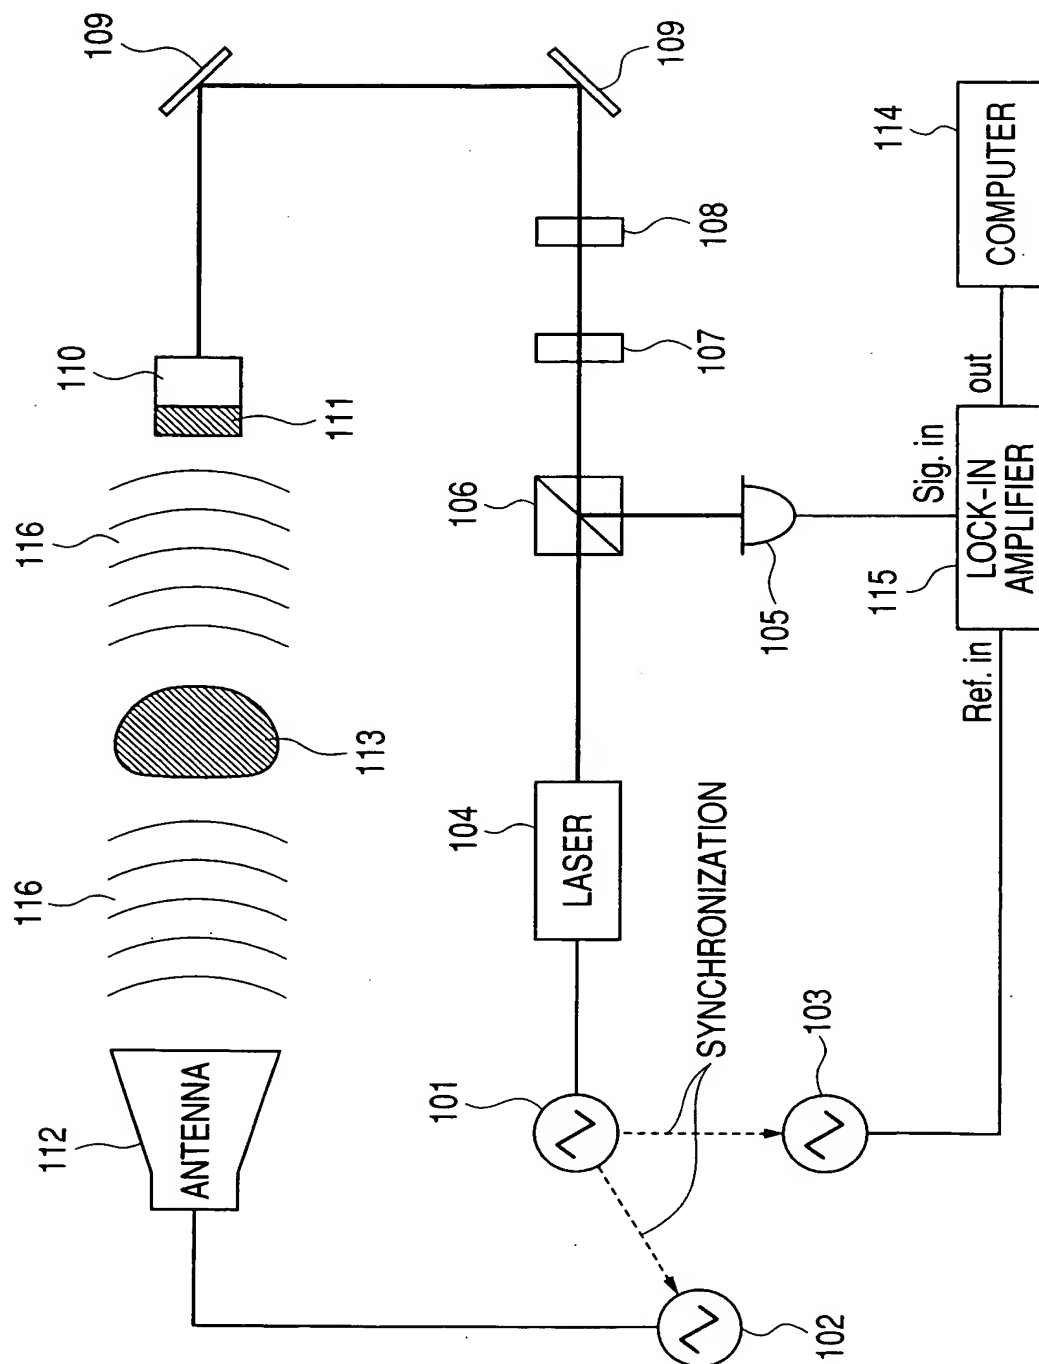 109
109
114
COMPUTER
108
107
110
111
out
106
Sig. in
LOCK-IN
AMPLIFIER
115
105
Ref. in
116
113
104
LASER
SYNCHRONIZATION
116
101
103
112
ANTENNA
102